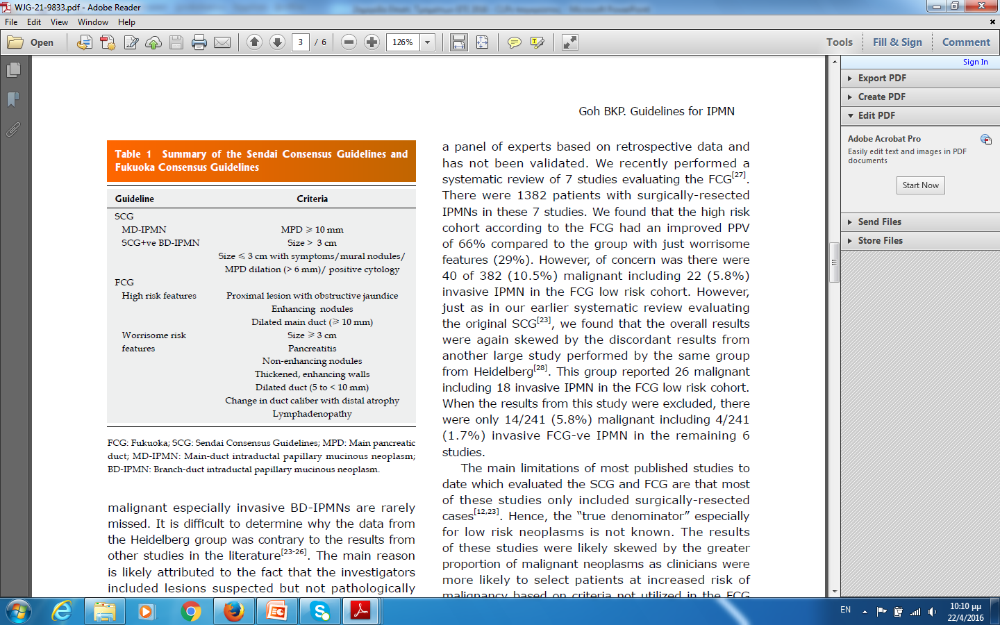 WJG-21-9833.pdf - Adobe Reader
File Edit View Window Help
Open 3 / 6 126% Tools Fill & Sign Comment
Sign In
Export PDF
Create PDF
Edit PDF
Adobe Acrobat Pro
Easily edit text and images in PDF
documents
Start Now
Send Files
Store Files
Goh BKP. Guidelines for IPMN
Table 1 Summary of the Sendai Consensus Guidelines and
Fukuoka Consensus Guidelines
Guideline Criteria
SCG
MD-IPMN MPD ⩾ 10 mm
SCG+ve BD-IPMN Size > 3 cm
Size ⩽ 3 cm with symptoms/mural nodules/
MPD dilation (> 6 mm)/ positive cytology
FCG
High risk features Proximal lesion with obstructive jaundice
Enhancing nodules
Dilated main duct (⩾ 10 mm)
Worrisome risk Size ⩾ 3 cm
features Pancreatitis
Non-enhancing nodules
Thickened, enhancing walls
Dilated duct (5 to < 10 mm)
Change in duct caliber with distal atrophy
Lymphadenopathy
FCG: Fukuoka; SCG: Sendai Consensus Guidelines; MPD: Main pancreatic
duct; MD-IPMN: Main-duct intraductal papillary mucinous neoplasm;
BD-IPMN: Branch-duct intraductal papillary mucinous neoplasm.
malignant especially invasive BD-IPMNs are rarely
missed. It is difficult to determine why the data from
the Heidelberg group was contrary to the results from
other studies in the literature[23-26]. The main reason
is likely attributed to the fact that the investigators
included lesions suspected but not pathologically
a panel of experts based on retrospective data and
has not been validated. We recently performed a
systematic review of 7 studies evaluating the FCG[27].
There were 1382 patients with surgically-resected
IPMNs in these 7 studies. We found that the high risk
cohort according to the FCG had an improved PPV
of 66% compared to the group with just worrisome
features (29%). However, of concern was there were
40 of 382 (10.5%) malignant including 22 (5.8%)
invasive IPMN in the FCG low risk cohort. However,
just as in our earlier systematic review evaluating
the original SCG[23], we found that the overall results
were again skewed by the discordant results from
another large study performed by the same group
from Heidelberg[28]. This group reported 26 malignant
including 18 invasive IPMN in the FCG low risk cohort.
When the results from this study were excluded, there
were only 14/241 (5.8%) malignant including 4/241
(1.7%) invasive FCG-ve IPMN in the remaining 6
studies.
The main limitations of most published studies to
date which evaluated the SCG and FCG are that most
of these studies only included surgically-resected
cases[12,23]. Hence, the “true denominator” especially
for low risk neoplasms is not known. The results
of these studies were likely skewed by the greater
proportion of malignant neoplasms as clinicians were
more likely to select patients at increased risk of
malignancy based on criteria not utilized in the FCG
EN 10:10 μμ
22/4/2016